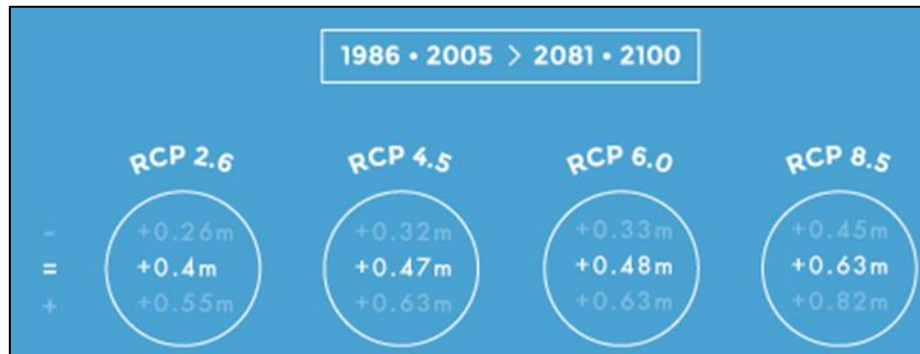 1986 • 2005 > 2081 • 2100
RCP 2.6 RCP 4.5 RCP 6.0 RCP 8.5
- +0.26m +0.32m +0.33m +0.45m
= +0.4m +0.47m +0.48m +0.63m
+ +0.55m +0.63m +0.63m +0.82m